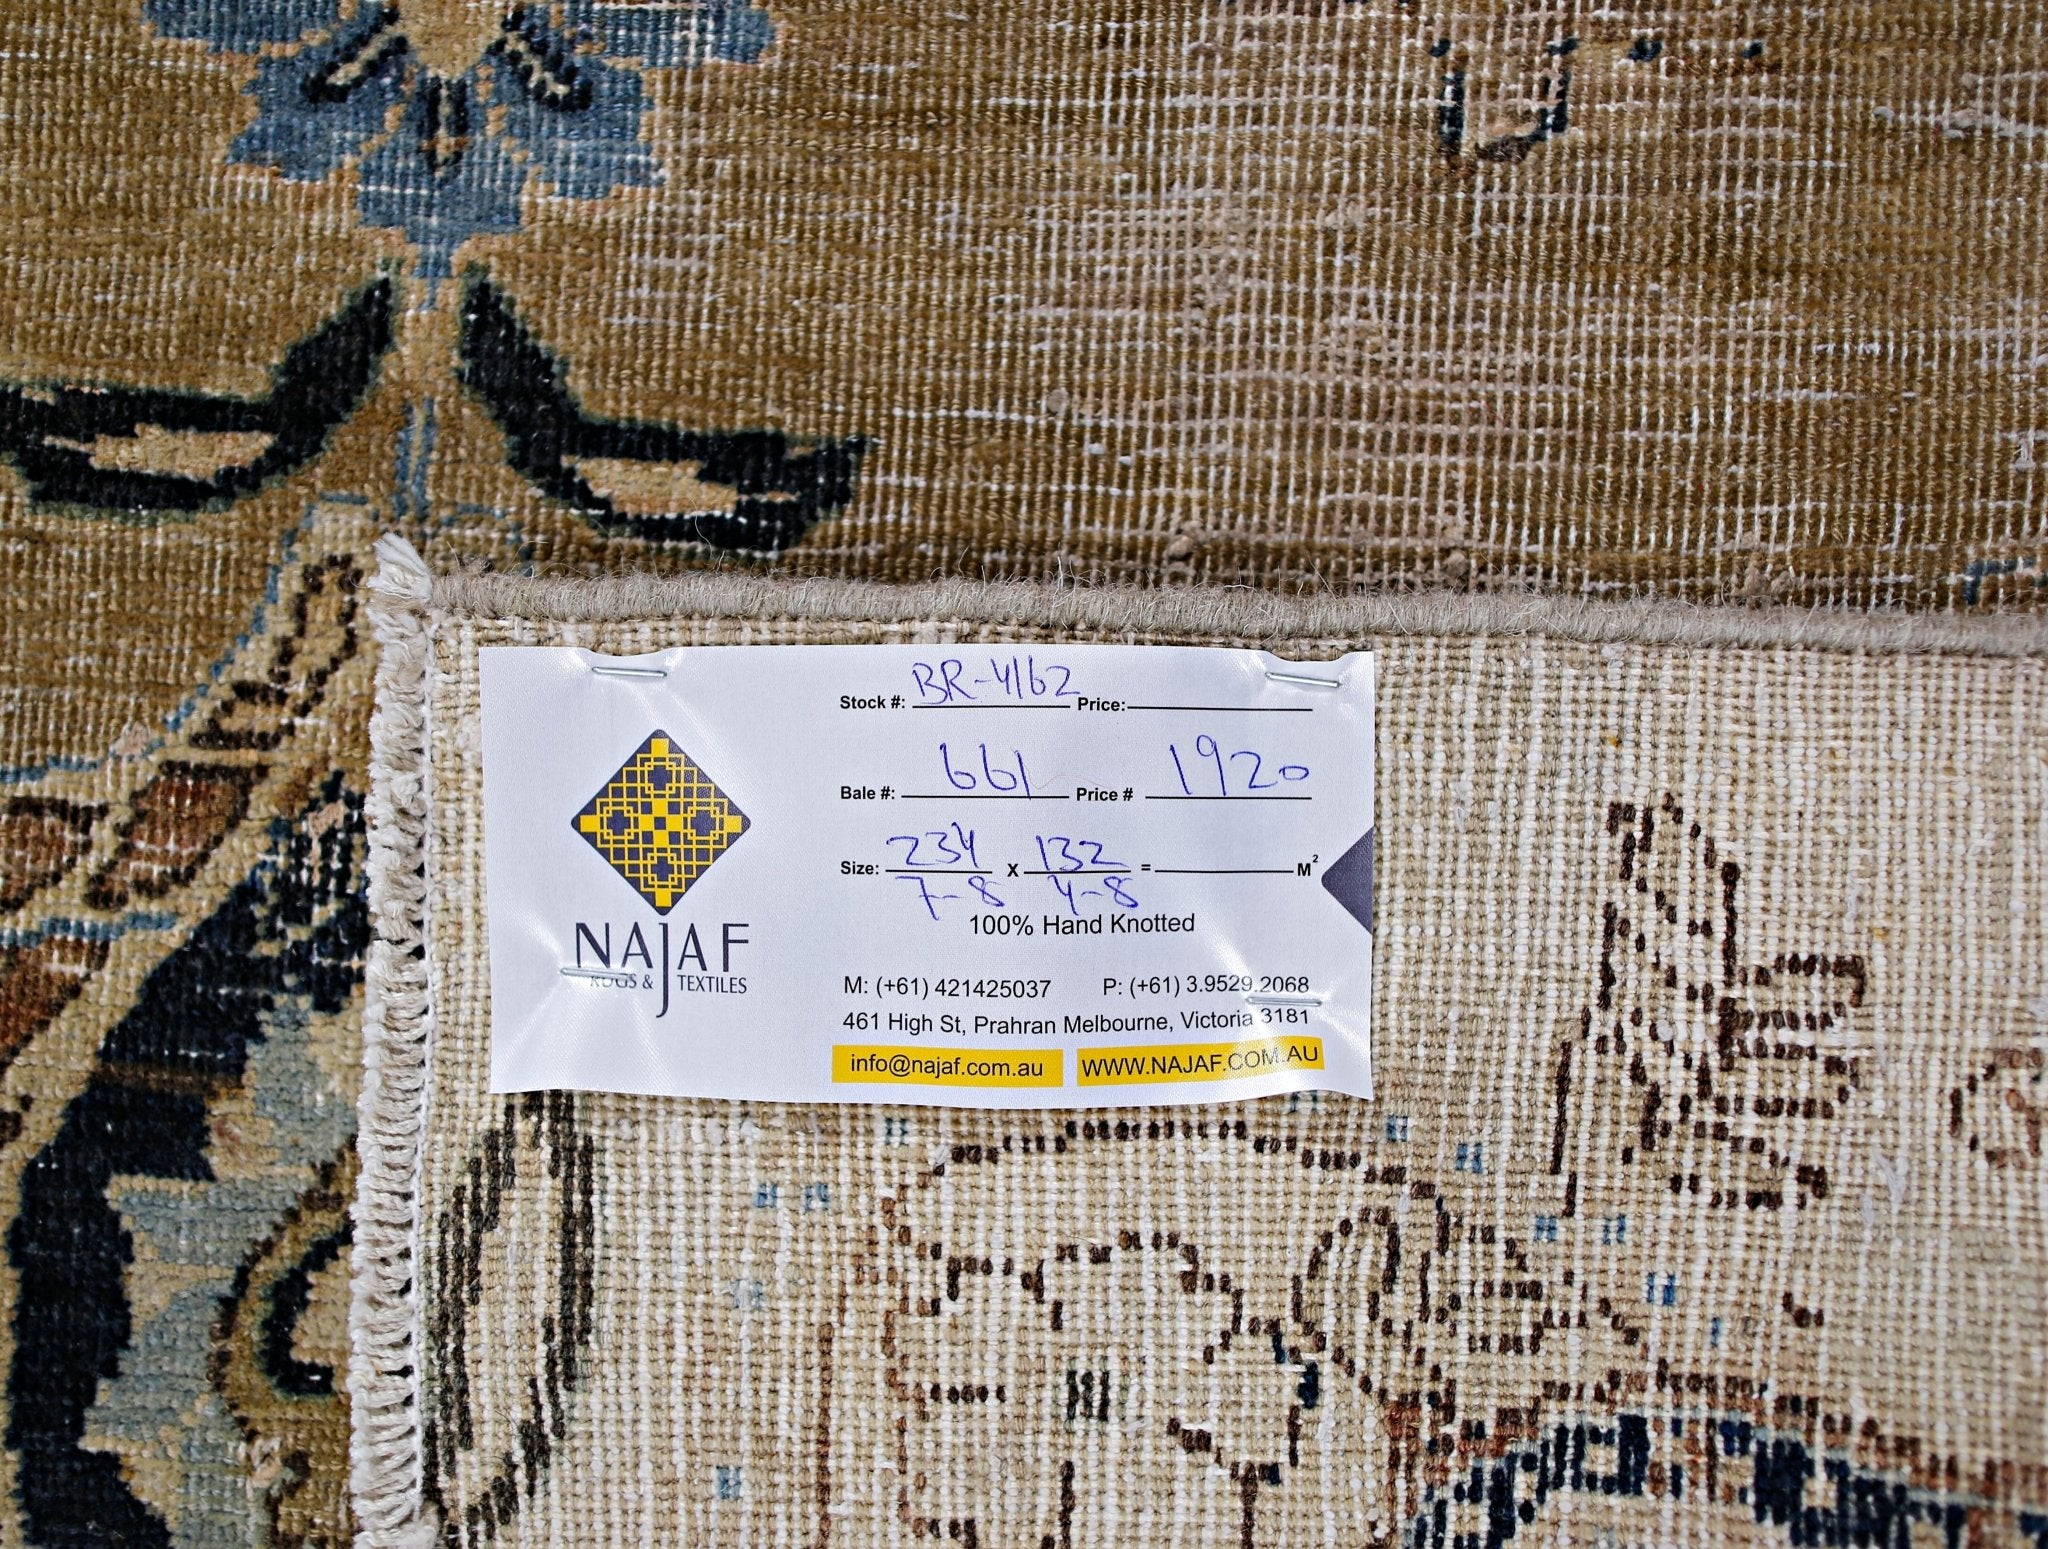 Stock #: BR-4162 Price:
Bale #: 661 Price # 1920
Size: 234 x 132 = M²
7-8 4-8
100% Hand Knotted
NAJAF
RUGS & TEXTILES
M: (+61) 421425037 P: (+61) 3.9529.2068
461 High St, Prahran Melbourne, Victoria 3181
info@najaf.com.au WWW.NAJAF.COM.AU